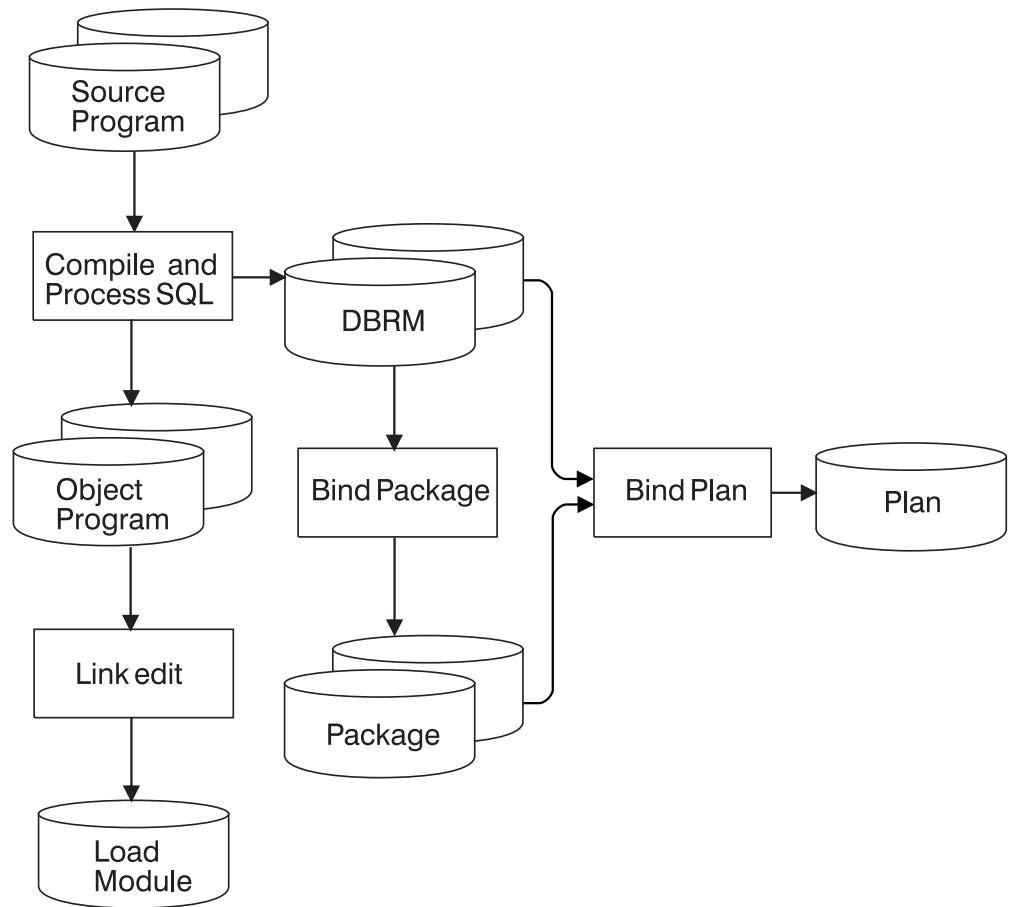 Source
Program
Compile and
Process SQL
DBRM
Object
Program
Bind Package
Bind Plan
Plan
Link edit
Package
Load
Module